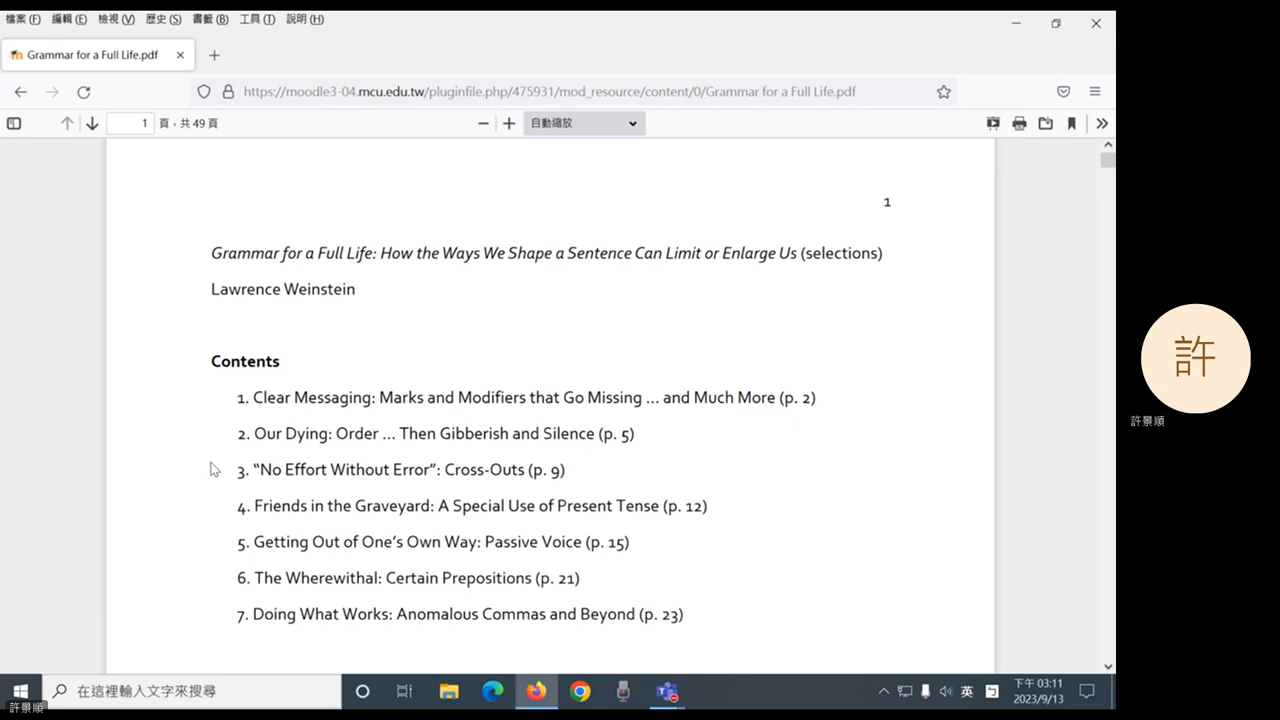 檔案(F) 編輯(E) 檢視(V) 歷史(S) 書籤(B) 工具(T) 說明(H)
Grammar for a Full Life.pdf
https://moodle3-04.mcu.edu.tw/pluginfile.php/475931/mod_resource/content/0/Grammar for a Full Life.pdf
1 頁，共 49 頁 自動縮放
1
Grammar for a Full Life: How the Ways We Shape a Sentence Can Limit or Enlarge Us (selections)
Lawrence Weinstein
Contents
1. Clear Messaging: Marks and Modifiers that Go Missing … and Much More (p. 2)
2. Our Dying: Order … Then Gibberish and Silence (p. 5)
3. “No Effort Without Error”: Cross-Outs (p. 9)
4. Friends in the Graveyard: A Special Use of Present Tense (p. 12)
5. Getting Out of One’s Own Way: Passive Voice (p. 15)
6. The Wherewithal: Certain Prepositions (p. 21)
7. Doing What Works: Anomalous Commas and Beyond (p. 23)
許
許景順
在這裡輸入文字來搜尋
英
下午 03:11
2023/9/13
許景順